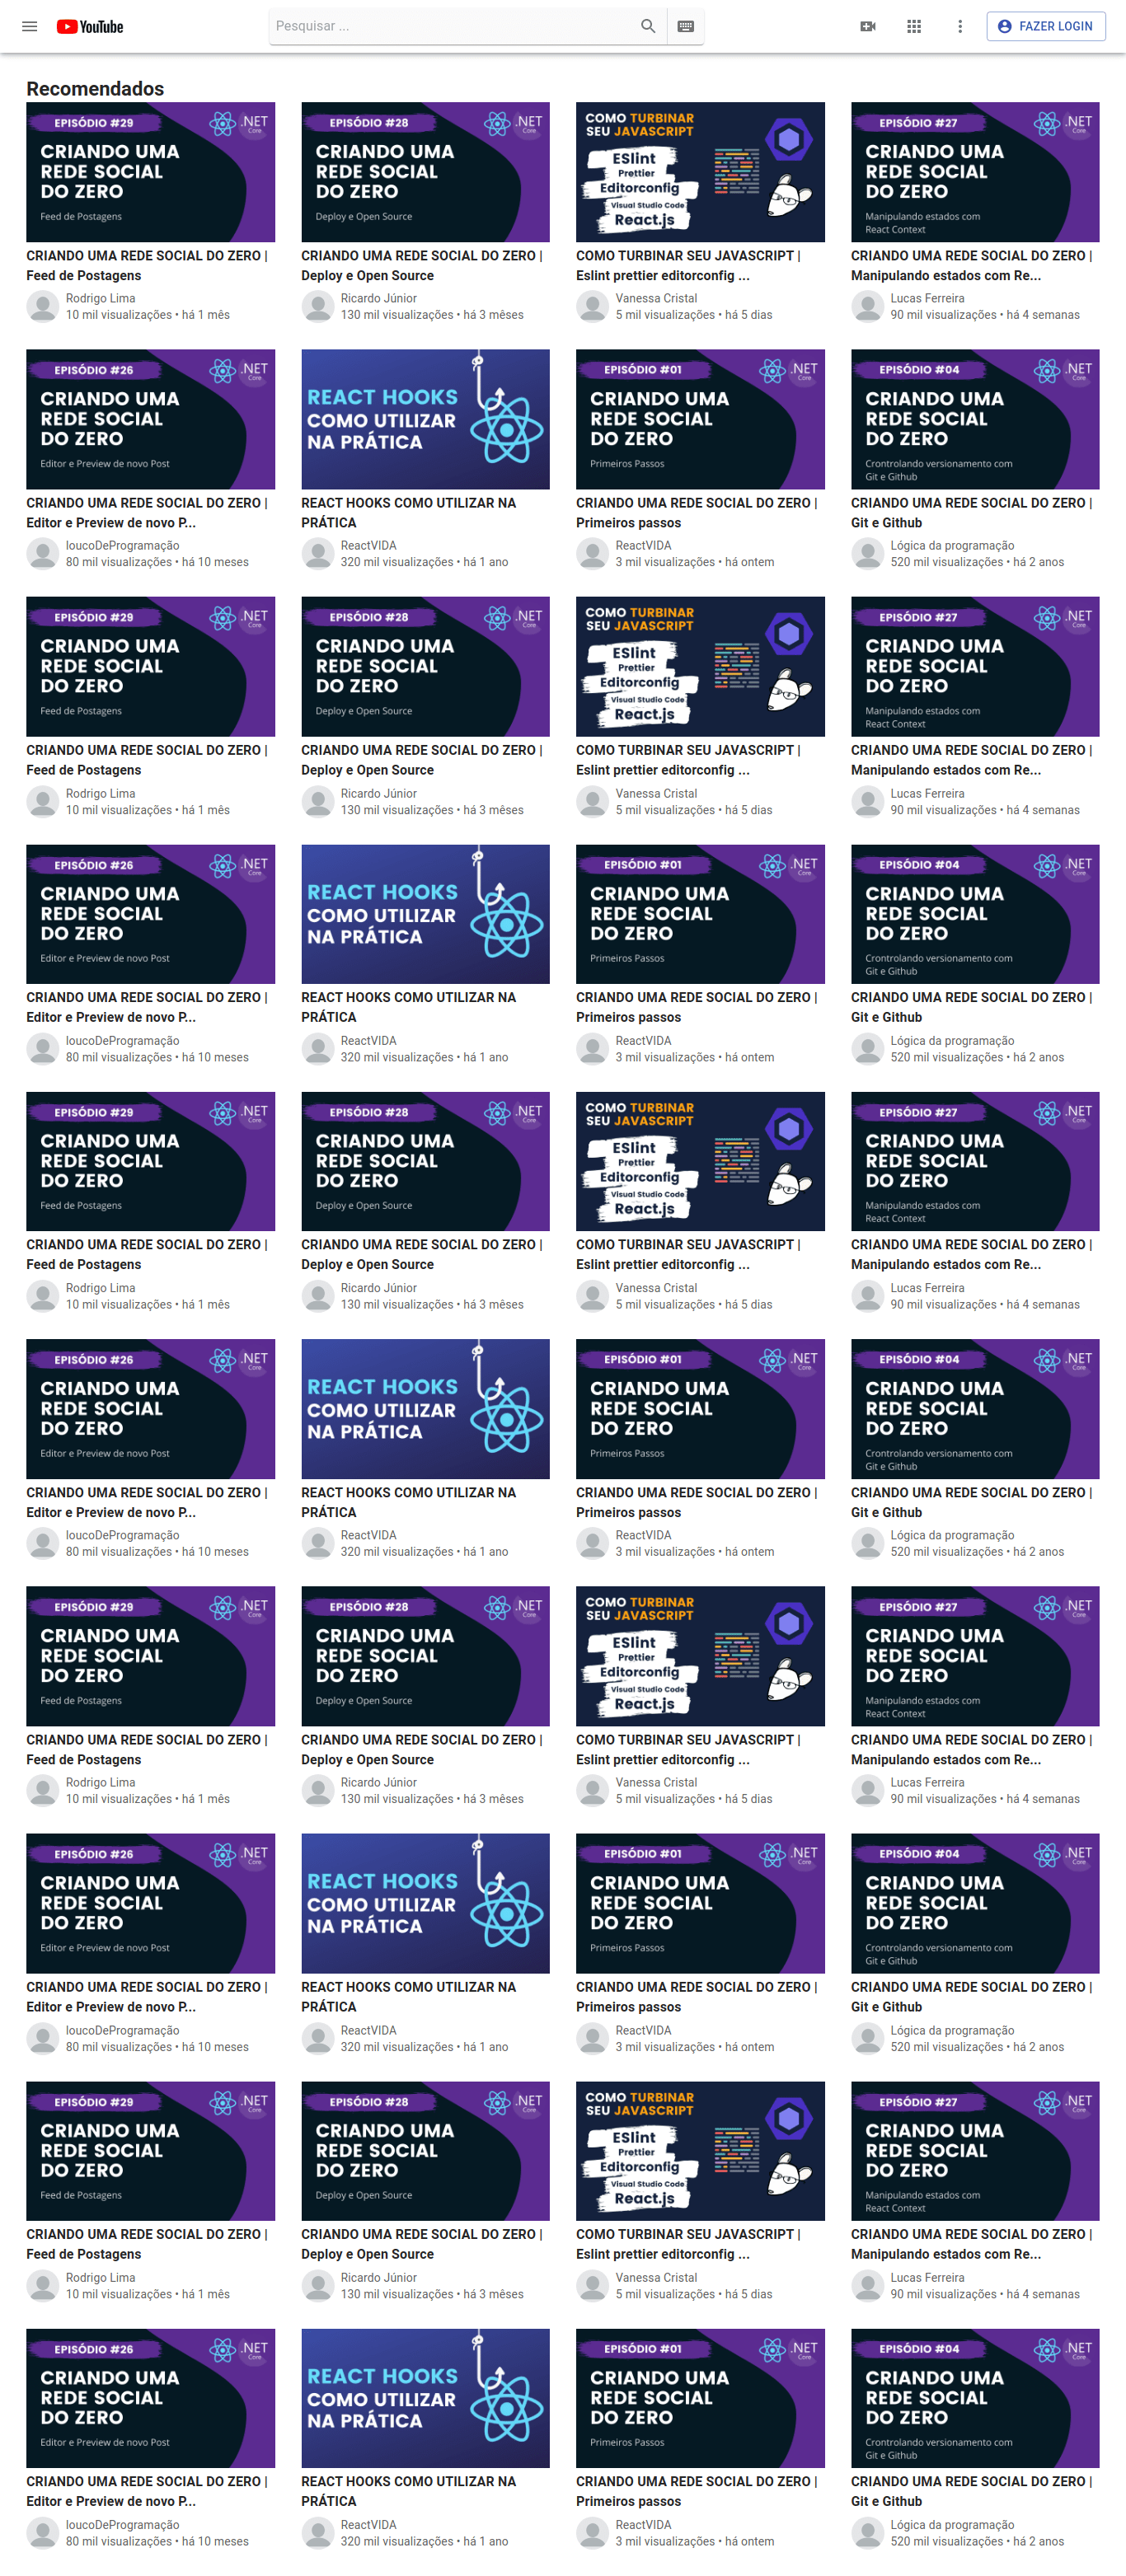 YouTube
Pesquisar ...
FAZER LOGIN
Recomendados
EPISÓDIO #29
.NET
Core
CRIANDO UMA
REDE SOCIAL
DO ZERO
Feed de Postagens
CRIANDO UMA REDE SOCIAL DO ZERO |
Feed de Postagens
Rodrigo Lima
10 mil visualizações • há 1 mês
EPISÓDIO #28
.NET
Core
CRIANDO UMA
REDE SOCIAL
DO ZERO
Deploy e Open Source
CRIANDO UMA REDE SOCIAL DO ZERO |
Deploy e Open Source
Ricardo Júnior
130 mil visualizações • há 3 mêses
COMO TURBINAR
SEU JAVASCRIPT
ESlint
Prettier
Editorconfig
Visual Studio Code
React.js
COMO TURBINAR SEU JAVASCRIPT |
Eslint prettier editorconfig ...
Vanessa Cristal
5 mil visualizações • há 5 dias
EPISÓDIO #27
.NET
Core
CRIANDO UMA
REDE SOCIAL
DO ZERO
Manipulando estados com
React Context
CRIANDO UMA REDE SOCIAL DO ZERO |
Manipulando estados com Re...
Lucas Ferreira
90 mil visualizações • há 4 semanas
EPISÓDIO #26
.NET
Core
CRIANDO UMA
REDE SOCIAL
DO ZERO
Editor e Preview de novo Post
CRIANDO UMA REDE SOCIAL DO ZERO |
Editor e Preview de novo P...
loucoDeProgramação
80 mil visualizações • há 10 meses
REACT HOOKS
COMO UTILIZAR
NA PRÁTICA
REACT HOOKS COMO UTILIZAR NA
PRÁTICA
ReactVIDA
320 mil visualizações • há 1 ano
EPISÓDIO #01
.NET
Core
CRIANDO UMA
REDE SOCIAL
DO ZERO
Primeiros Passos
CRIANDO UMA REDE SOCIAL DO ZERO |
Primeiros passos
ReactVIDA
3 mil visualizações • há ontem
EPISÓDIO #04
.NET
Core
CRIANDO UMA
REDE SOCIAL
DO ZERO
Crontrolando versionamento com
Git e Github
CRIANDO UMA REDE SOCIAL DO ZERO |
Git e Github
Lógica da programação
520 mil visualizações • há 2 anos
EPISÓDIO #29
.NET
Core
CRIANDO UMA
REDE SOCIAL
DO ZERO
Feed de Postagens
CRIANDO UMA REDE SOCIAL DO ZERO |
Feed de Postagens
Rodrigo Lima
10 mil visualizações • há 1 mês
EPISÓDIO #28
.NET
Core
CRIANDO UMA
REDE SOCIAL
DO ZERO
Deploy e Open Source
CRIANDO UMA REDE SOCIAL DO ZERO |
Deploy e Open Source
Ricardo Júnior
130 mil visualizações • há 3 mêses
COMO TURBINAR
SEU JAVASCRIPT
ESlint
Prettier
Editorconfig
Visual Studio Code
React.js
COMO TURBINAR SEU JAVASCRIPT |
Eslint prettier editorconfig ...
Vanessa Cristal
5 mil visualizações • há 5 dias
EPISÓDIO #27
.NET
Core
CRIANDO UMA
REDE SOCIAL
DO ZERO
Manipulando estados com
React Context
CRIANDO UMA REDE SOCIAL DO ZERO |
Manipulando estados com Re...
Lucas Ferreira
90 mil visualizações • há 4 semanas
EPISÓDIO #26
.NET
Core
CRIANDO UMA
REDE SOCIAL
DO ZERO
Editor e Preview de novo Post
CRIANDO UMA REDE SOCIAL DO ZERO |
Editor e Preview de novo P...
loucoDeProgramação
80 mil visualizações • há 10 meses
REACT HOOKS
COMO UTILIZAR
NA PRÁTICA
REACT HOOKS COMO UTILIZAR NA
PRÁTICA
ReactVIDA
320 mil visualizações • há 1 ano
EPISÓDIO #01
.NET
Core
CRIANDO UMA
REDE SOCIAL
DO ZERO
Primeiros Passos
CRIANDO UMA REDE SOCIAL DO ZERO |
Primeiros passos
ReactVIDA
3 mil visualizações • há ontem
EPISÓDIO #04
.NET
Core
CRIANDO UMA
REDE SOCIAL
DO ZERO
Crontrolando versionamento com
Git e Github
CRIANDO UMA REDE SOCIAL DO ZERO |
Git e Github
Lógica da programação
520 mil visualizações • há 2 anos
EPISÓDIO #29
.NET
Core
CRIANDO UMA
REDE SOCIAL
DO ZERO
Feed de Postagens
CRIANDO UMA REDE SOCIAL DO ZERO |
Feed de Postagens
Rodrigo Lima
10 mil visualizações • há 1 mês
EPISÓDIO #28
.NET
Core
CRIANDO UMA
REDE SOCIAL
DO ZERO
Deploy e Open Source
CRIANDO UMA REDE SOCIAL DO ZERO |
Deploy e Open Source
Ricardo Júnior
130 mil visualizações • há 3 mêses
COMO TURBINAR
SEU JAVASCRIPT
ESlint
Prettier
Editorconfig
Visual Studio Code
React.js
COMO TURBINAR SEU JAVASCRIPT |
Eslint prettier editorconfig ...
Vanessa Cristal
5 mil visualizações • há 5 dias
EPISÓDIO #27
.NET
Core
CRIANDO UMA
REDE SOCIAL
DO ZERO
Manipulando estados com
React Context
CRIANDO UMA REDE SOCIAL DO ZERO |
Manipulando estados com Re...
Lucas Ferreira
90 mil visualizações • há 4 semanas
EPISÓDIO #26
.NET
Core
CRIANDO UMA
REDE SOCIAL
DO ZERO
Editor e Preview de novo Post
CRIANDO UMA REDE SOCIAL DO ZERO |
Editor e Preview de novo P...
loucoDeProgramação
80 mil visualizações • há 10 meses
REACT HOOKS
COMO UTILIZAR
NA PRÁTICA
REACT HOOKS COMO UTILIZAR NA
PRÁTICA
ReactVIDA
320 mil visualizações • há 1 ano
EPISÓDIO #01
.NET
Core
CRIANDO UMA
REDE SOCIAL
DO ZERO
Primeiros Passos
CRIANDO UMA REDE SOCIAL DO ZERO |
Primeiros passos
ReactVIDA
3 mil visualizações • há ontem
EPISÓDIO #04
.NET
Core
CRIANDO UMA
REDE SOCIAL
DO ZERO
Crontrolando versionamento com
Git e Github
CRIANDO UMA REDE SOCIAL DO ZERO |
Git e Github
Lógica da programação
520 mil visualizações • há 2 anos
EPISÓDIO #29
.NET
Core
CRIANDO UMA
REDE SOCIAL
DO ZERO
Feed de Postagens
CRIANDO UMA REDE SOCIAL DO ZERO |
Feed de Postagens
Rodrigo Lima
10 mil visualizações • há 1 mês
EPISÓDIO #28
.NET
Core
CRIANDO UMA
REDE SOCIAL
DO ZERO
Deploy e Open Source
CRIANDO UMA REDE SOCIAL DO ZERO |
Deploy e Open Source
Ricardo Júnior
130 mil visualizações • há 3 mêses
COMO TURBINAR
SEU JAVASCRIPT
ESlint
Prettier
Editorconfig
Visual Studio Code
React.js
COMO TURBINAR SEU JAVASCRIPT |
Eslint prettier editorconfig ...
Vanessa Cristal
5 mil visualizações • há 5 dias
EPISÓDIO #27
.NET
Core
CRIANDO UMA
REDE SOCIAL
DO ZERO
Manipulando estados com
React Context
CRIANDO UMA REDE SOCIAL DO ZERO |
Manipulando estados com Re...
Lucas Ferreira
90 mil visualizações • há 4 semanas
EPISÓDIO #26
.NET
Core
CRIANDO UMA
REDE SOCIAL
DO ZERO
Editor e Preview de novo Post
CRIANDO UMA REDE SOCIAL DO ZERO |
Editor e Preview de novo P...
loucoDeProgramação
80 mil visualizações • há 10 meses
REACT HOOKS
COMO UTILIZAR
NA PRÁTICA
REACT HOOKS COMO UTILIZAR NA
PRÁTICA
ReactVIDA
320 mil visualizações • há 1 ano
EPISÓDIO #01
.NET
Core
CRIANDO UMA
REDE SOCIAL
DO ZERO
Primeiros Passos
CRIANDO UMA REDE SOCIAL DO ZERO |
Primeiros passos
ReactVIDA
3 mil visualizações • há ontem
EPISÓDIO #04
.NET
Core
CRIANDO UMA
REDE SOCIAL
DO ZERO
Crontrolando versionamento com
Git e Github
CRIANDO UMA REDE SOCIAL DO ZERO |
Git e Github
Lógica da programação
520 mil visualizações • há 2 anos
EPISÓDIO #29
.NET
Core
CRIANDO UMA
REDE SOCIAL
DO ZERO
Feed de Postagens
CRIANDO UMA REDE SOCIAL DO ZERO |
Feed de Postagens
Rodrigo Lima
10 mil visualizações • há 1 mês
EPISÓDIO #28
.NET
Core
CRIANDO UMA
REDE SOCIAL
DO ZERO
Deploy e Open Source
CRIANDO UMA REDE SOCIAL DO ZERO |
Deploy e Open Source
Ricardo Júnior
130 mil visualizações • há 3 mêses
COMO TURBINAR
SEU JAVASCRIPT
ESlint
Prettier
Editorconfig
Visual Studio Code
React.js
COMO TURBINAR SEU JAVASCRIPT |
Eslint prettier editorconfig ...
Vanessa Cristal
5 mil visualizações • há 5 dias
EPISÓDIO #27
.NET
Core
CRIANDO UMA
REDE SOCIAL
DO ZERO
Manipulando estados com
React Context
CRIANDO UMA REDE SOCIAL DO ZERO |
Manipulando estados com Re...
Lucas Ferreira
90 mil visualizações • há 4 semanas
EPISÓDIO #26
.NET
Core
CRIANDO UMA
REDE SOCIAL
DO ZERO
Editor e Preview de novo Post
CRIANDO UMA REDE SOCIAL DO ZERO |
Editor e Preview de novo P...
loucoDeProgramação
80 mil visualizações • há 10 meses
REACT HOOKS
COMO UTILIZAR
NA PRÁTICA
REACT HOOKS COMO UTILIZAR NA
PRÁTICA
ReactVIDA
320 mil visualizações • há 1 ano
EPISÓDIO #01
.NET
Core
CRIANDO UMA
REDE SOCIAL
DO ZERO
Primeiros Passos
CRIANDO UMA REDE SOCIAL DO ZERO |
Primeiros passos
ReactVIDA
3 mil visualizações • há ontem
EPISÓDIO #04
.NET
Core
CRIANDO UMA
REDE SOCIAL
DO ZERO
Crontrolando versionamento com
Git e Github
CRIANDO UMA REDE SOCIAL DO ZERO |
Git e Github
Lógica da programação
520 mil visualizações • há 2 anos